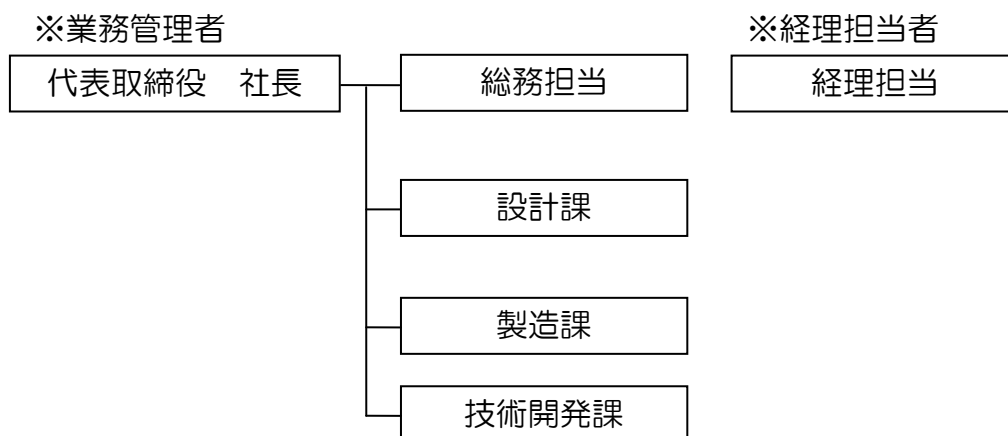 ※業務管理者
※経理担当者
代表取締役　社長
総務担当
経理担当
設計課
製造課
技術開発課